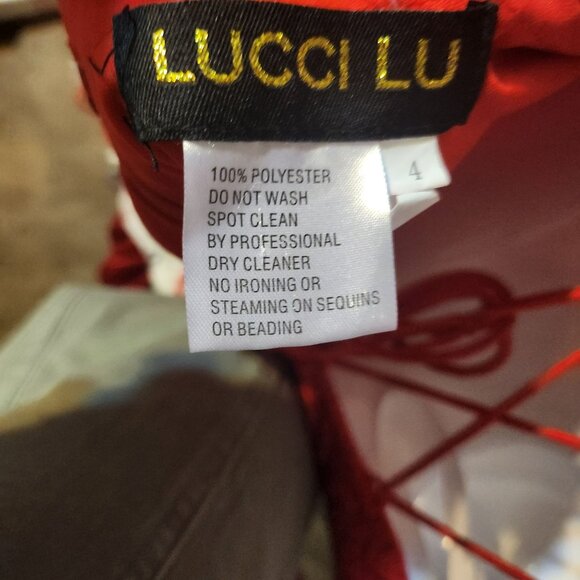 LUCCI LU
4
100% POLYESTER
DO NOT WASH
SPOT CLEAN
BY PROFESSIONAL
DRY CLEANER
NO IRONING OR
STEAMING ON SEQUINS
OR BEADING